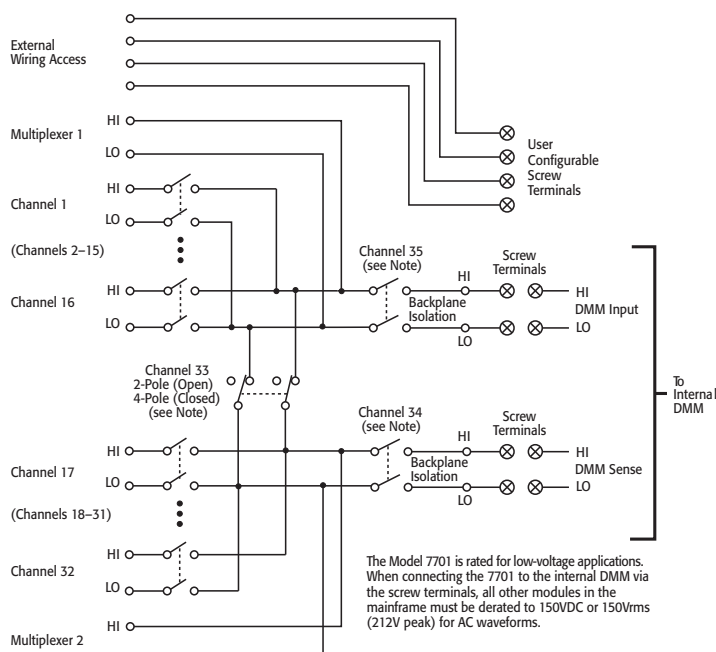 External
Wiring Access
Multiplexer 1
HI
LO
User
Configurable
Screw
Terminals
Channel 1
HI
LO
(Channels 2–15)
Channel 16
HI
LO
Channel 35
(see Note)
Backplane
Isolation
HI
LO
Screw
Terminals
HI
DMM Input
LO
To
Internal
DMM
Channel 33
2-Pole (Open)
4-Pole (Closed)
(see Note)
Channel 17
HI
LO
Channel 34
(see Note)
Backplane
Isolation
HI
LO
Screw
Terminals
HI
DMM Sense
LO
(Channels 18–31)
Channel 32
HI
LO
The Model 7701 is rated for low-voltage applications.
When connecting the 7701 to the internal DMM via
the screw terminals, all other modules in the
mainframe must be derated to 150VDC or 150Vrms
(212V peak) for AC waveforms.
Multiplexer 2
HI